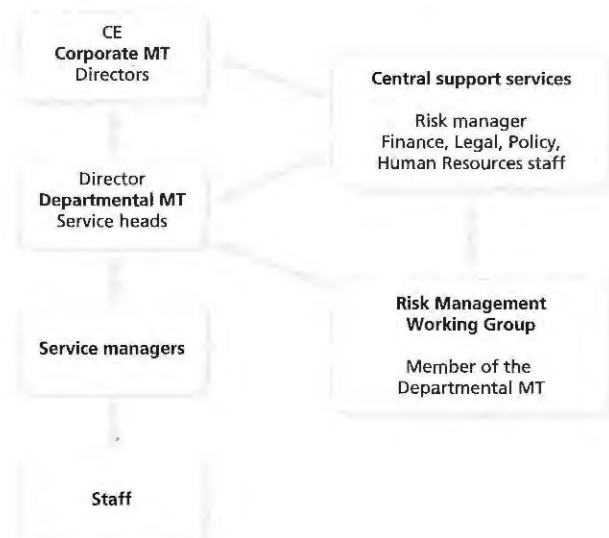 CE
Corporate MT
Directors
Central support services
Risk manager
Finance, Legal, Policy,
Human Resources staff
Director
Departmental MT
Service heads
Risk Management
Working Group
Member of the
Departmental MT
Service managers
Staff